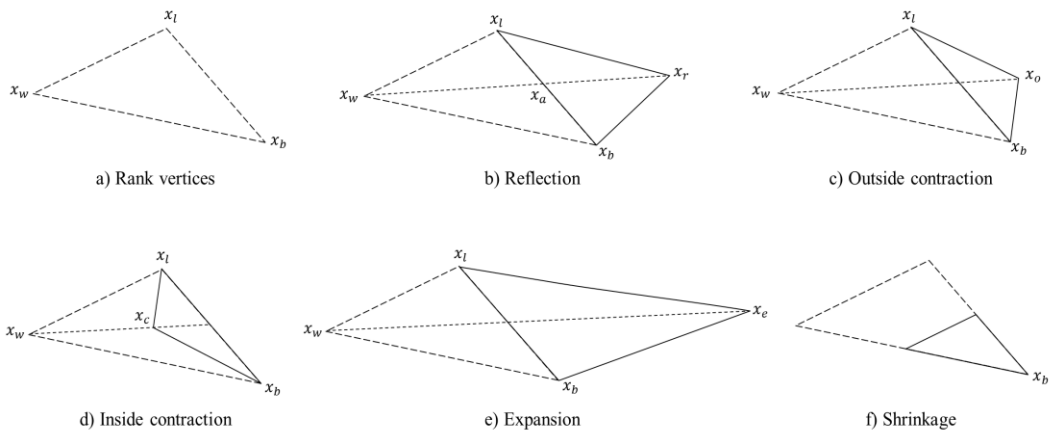 x_l
x_w
x_b
a) Rank vertices
x_l
x_r
x_w
x_a
x_b
b) Reflection
x_l
x_o
x_w
x_b
c) Outside contraction
x_l
x_c
x_w
x_b
d) Inside contraction
x_l
x_e
x_w
x_b
e) Expansion
x_b
f) Shrinkage